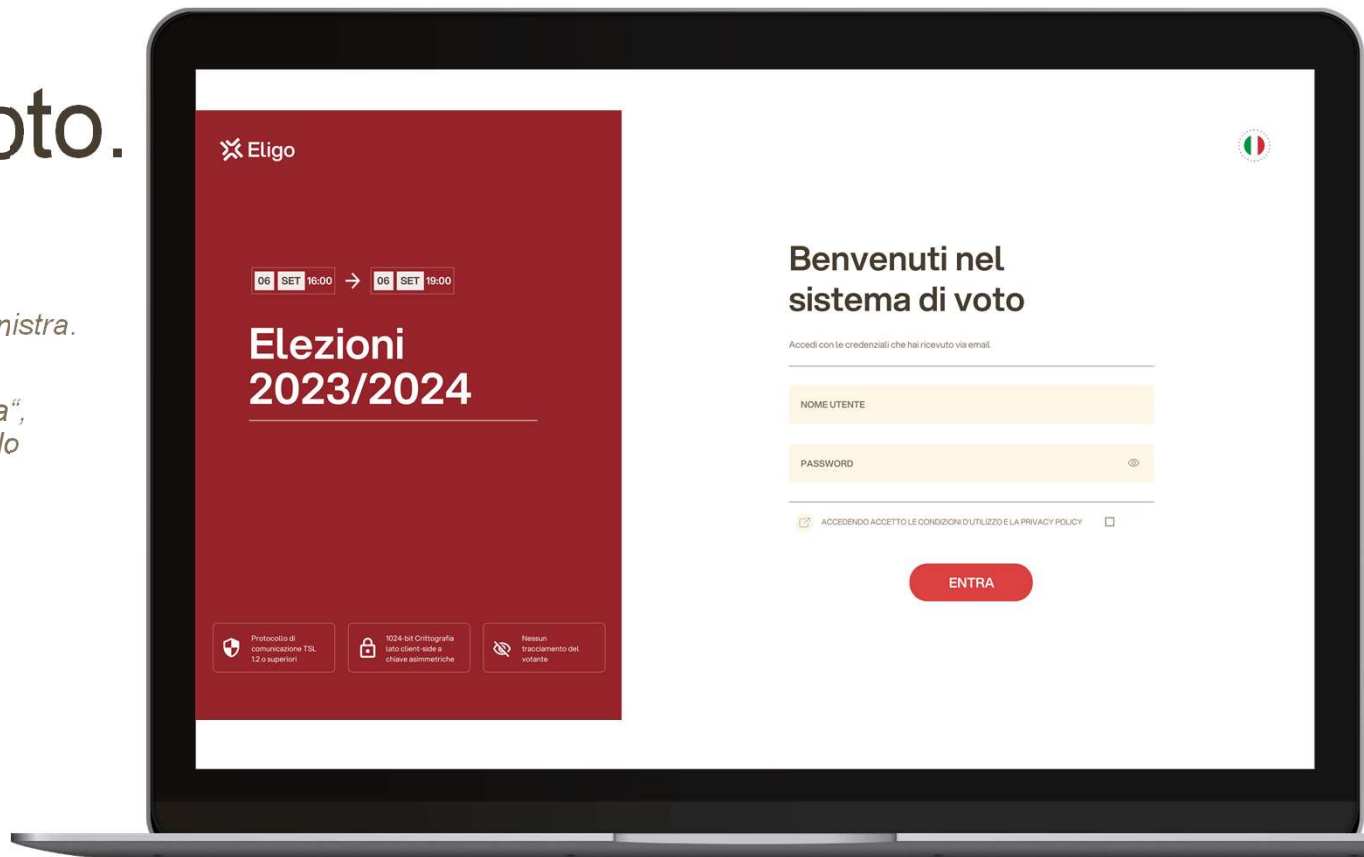 oto.
nistra.
a“,
lo
Eligo
06 SET 16:00 → 06 SET 19:00
Elezioni
2023/2024
Protocollo di
comunicazione TSL
1.2 o superiori
1024-bit Crittografia
lato client-side a
chiave asimmetriche
Nessun
tracciamento del
votante
Benvenuti nel
sistema di voto
Accedi con le credenziali che hai ricevuto via email.
NOME UTENTE
PASSWORD
ACCEDENDO ACCETTO LE CONDIZIONI D'UTILIZZO E LA PRIVACY POLICY
ENTRA